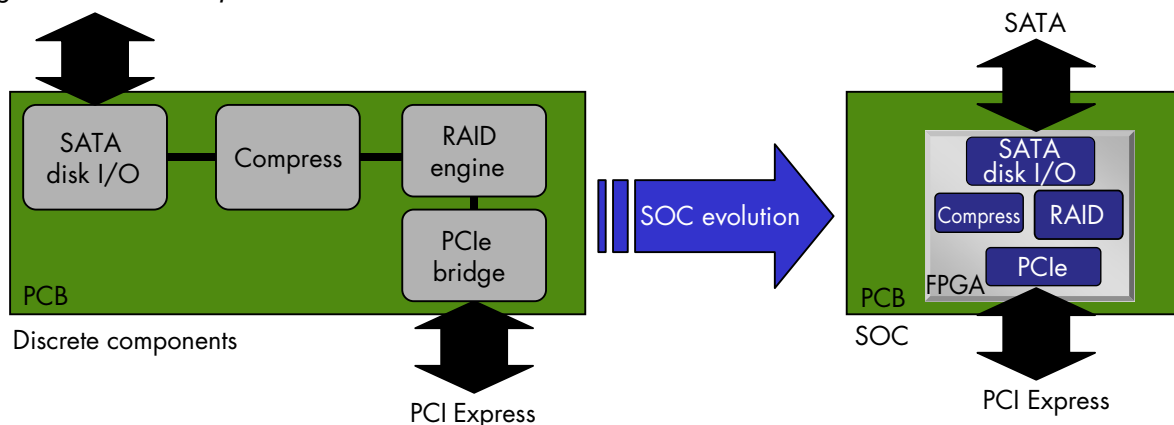 SATA
disk I/O
Compress
RAID
engine
PCIe
bridge
PCB
Discrete components
PCI Express
SOC evolution
SATA
SATA
disk I/O
Compress
RAID
PCIe
FPGA
PCB
SOC
PCI Express